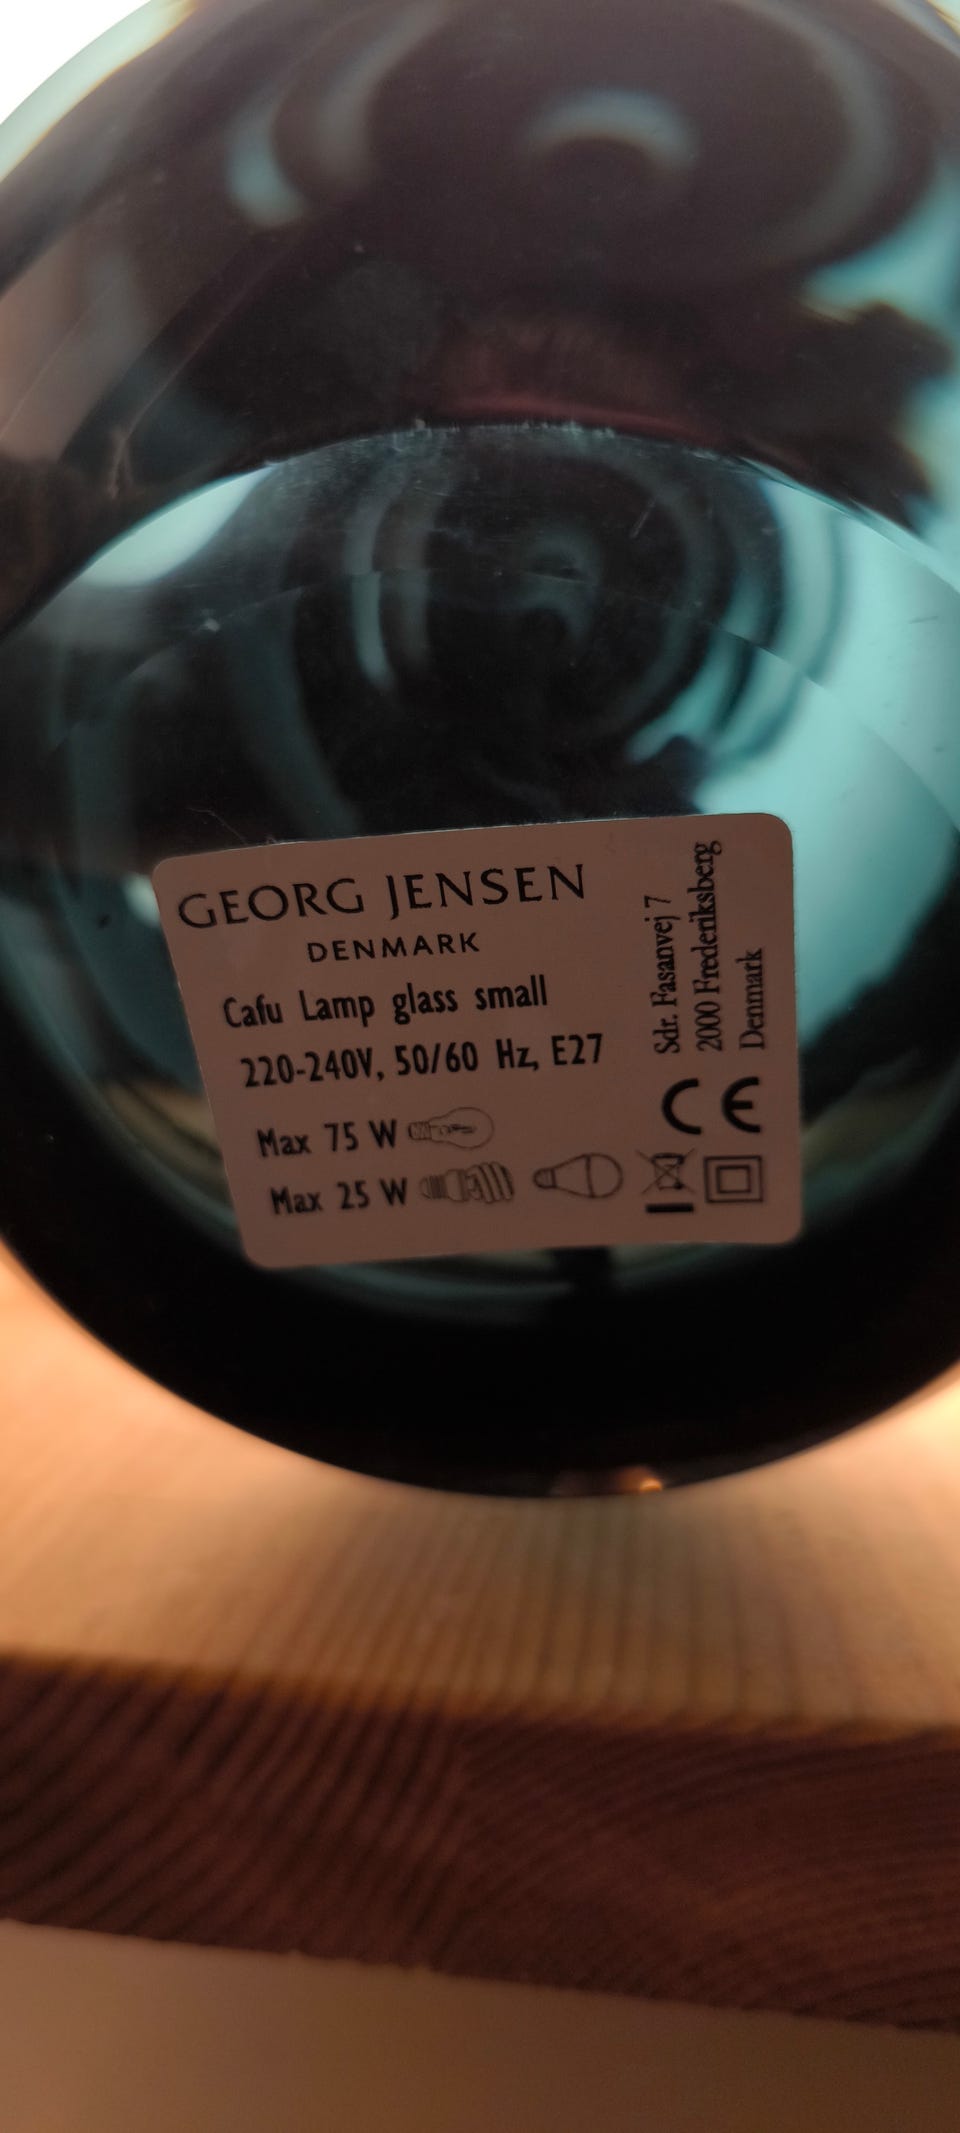 GEORG JENSEN
DENMARK
Cafu Lamp glass small
220-240V, 50/60 Hz, E27
Max 75 W
Max 25 W
Sdr. Fasanvej 7
2000 Frederiksberg
Denmark
CE